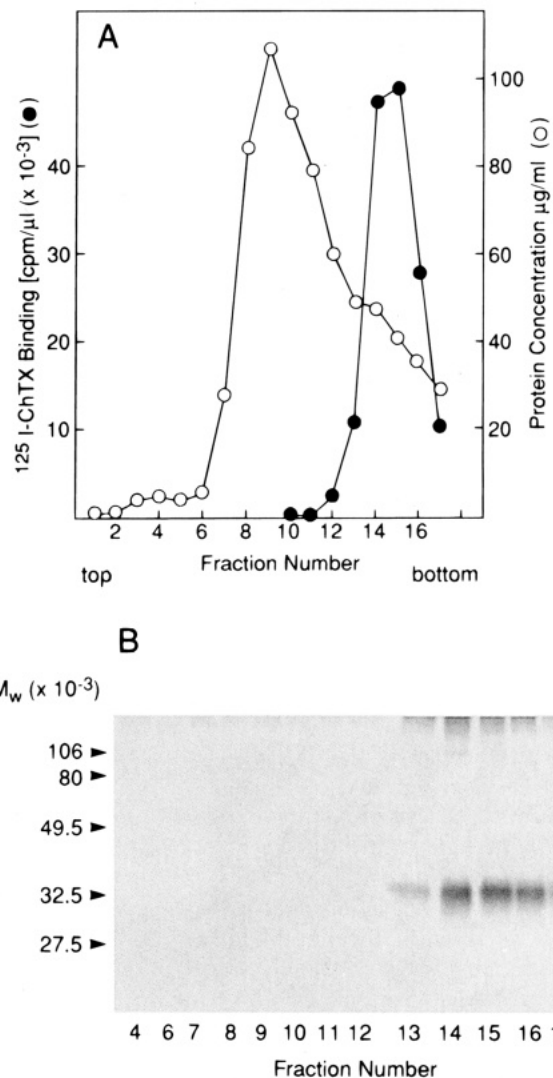 A
125 I-ChTX Binding [cpm/µl (x 10-3] (●)
40
30
20
10
Protein Concentration µg/ml (○)
100
80
60
40
20
2 4 6 8 10 12 14 16
Fraction Number
top
bottom
B
Mw (x 10-3)
106
80
49.5
32.5
27.5
4 6 7 8 9 10 11 12 13 14 15 16
Fraction Number